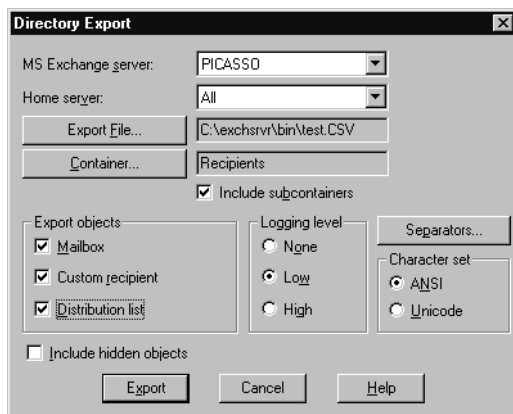 Directory Export
MS Exchange server: PICASSO
Home server: All
Export File... C:\exchsrvr\bin\test.CSV
Container... Recipients
Include subcontainers
Export objects
Mailbox
Custom recipient
Distribution list
Logging level
None
Low
High
Separators...
Character set
ANSI
Unicode
Include hidden objects
Export Cancel Help